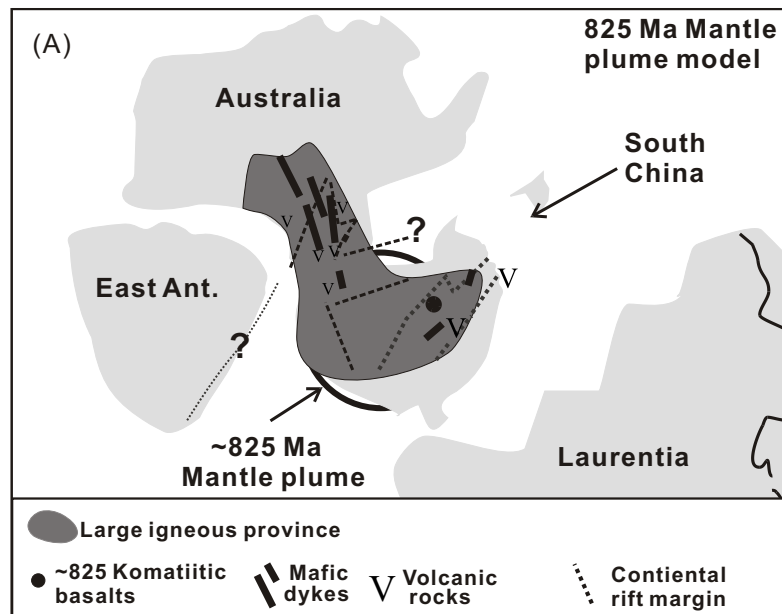 (A)
825 Ma Mantle
plume model
Australia
South
China
V
V
?
V
V
V
East Ant.
V
?
V
~825 Ma
Mantle plume
Laurentia
Large igneous province
~825 Komatiitic
basalts
Mafic
dykes
V
Volcanic
rocks
Contiental
rift margin